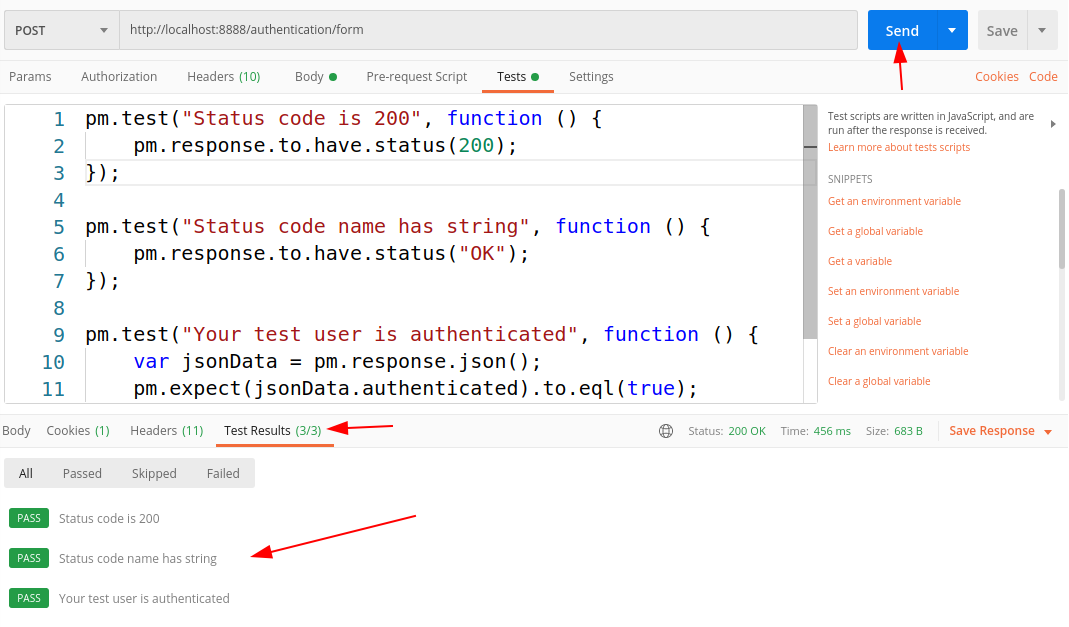 POST http://localhost:8888/authentication/form Send Save
Params Authorization Headers (10) Body Pre-request Script Tests Settings Cookies Code
1 pm.test("Status code is 200", function () {
2 pm.response.to.have.status(200);
3 });
4
5 pm.test("Status code name has string", function () {
6 pm.response.to.have.status("OK");
7 });
8
9 pm.test("Your test user is authenticated", function () {
10 var jsonData = pm.response.json();
11 pm.expect(jsonData.authenticated).to.eql(true);
Test scripts are written in JavaScript, and are
run after the response is received.
Learn more about tests scripts
SNIPPETS
Get an environment variable
Get a global variable
Get a variable
Set an environment variable
Set a global variable
Clear an environment variable
Clear a global variable
Body Cookies (1) Headers (11) Test Results (3/3) Status: 200 OK Time: 456 ms Size: 683 B Save Response
All Passed Skipped Failed
PASS Status code is 200
PASS Status code name has string
PASS Your test user is authenticated